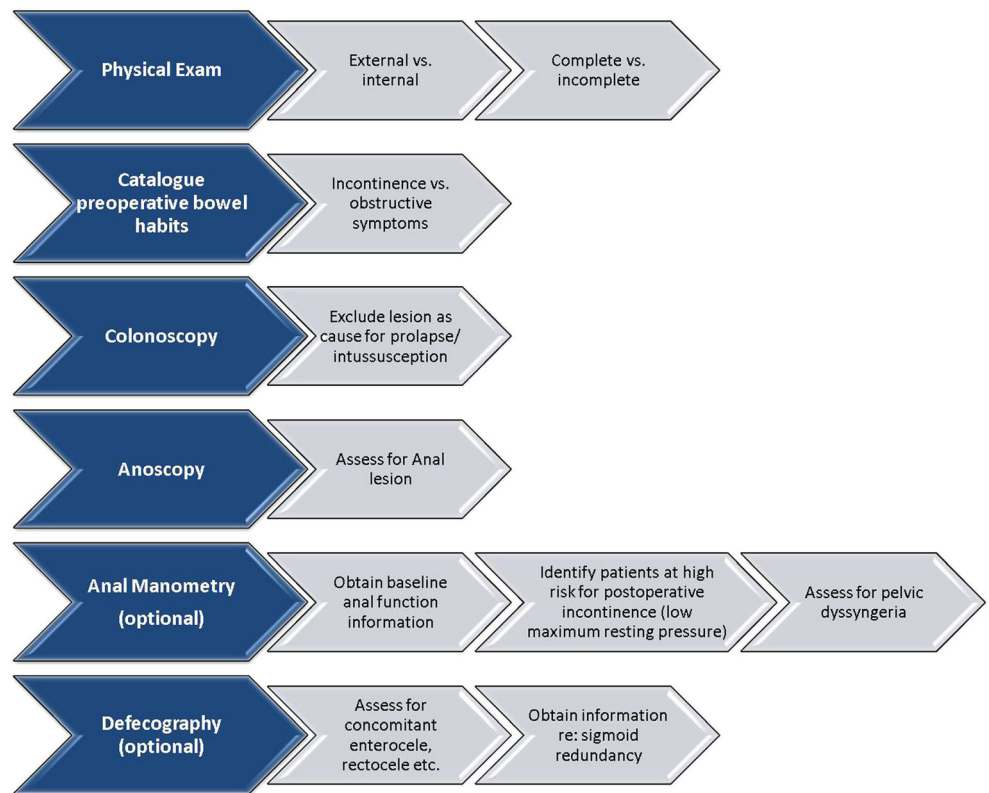 Physical Exam
External vs.
internal
Complete vs.
incomplete
Catalogue
preoperative bowel
habits
Incontinence vs.
obstructive
symptoms
Colonoscopy
Exclude lesion as
cause for prolapse/
intussusception
Anoscopy
Assess for Anal
lesion
Anal Manometry
(optional)
Obtain baseline
anal function
information
Identify patients at high
risk for postoperative
incontinence (low
maximum resting pressure)
Assess for pelvic
dyssyngeria
Defecography
(optional)
Assess for
concomitant
enterocele,
rectocele etc.
Obtain information
re: sigmoid
redundancy